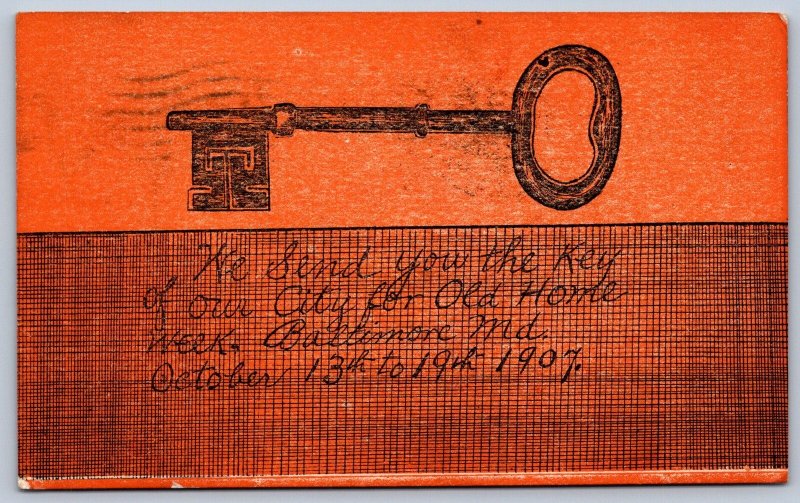 We Send you the Key
of our City for Old Home
Week. Baltimore Md.
October 13th to 19th 1907.